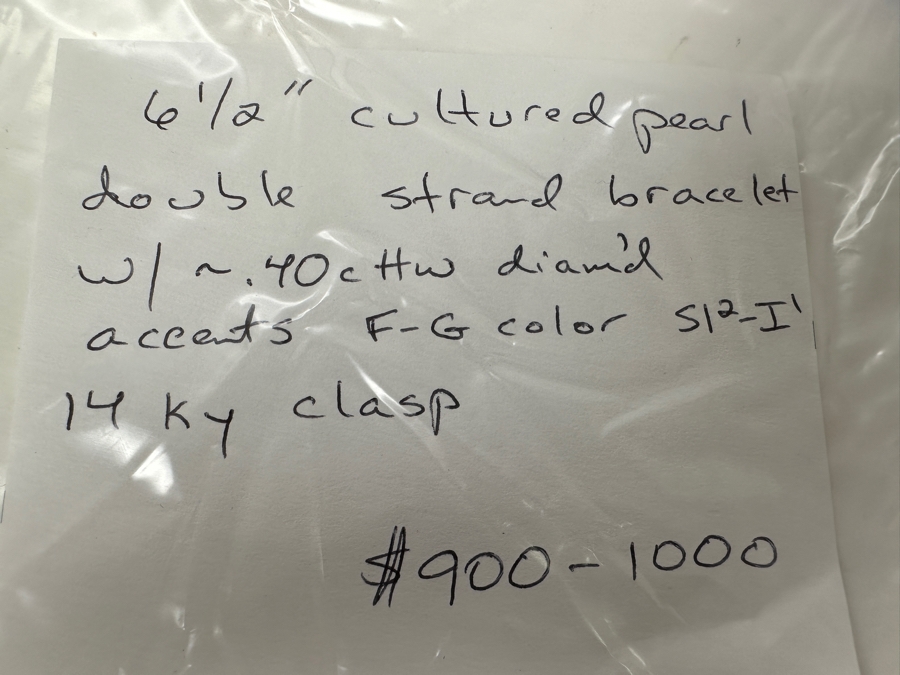 6 1/2" cultured pearl
double strand bracelet
w/ ~.40cttw diam'd
accents F-G color SI²-I¹
14 Ky clasp
$900-1000